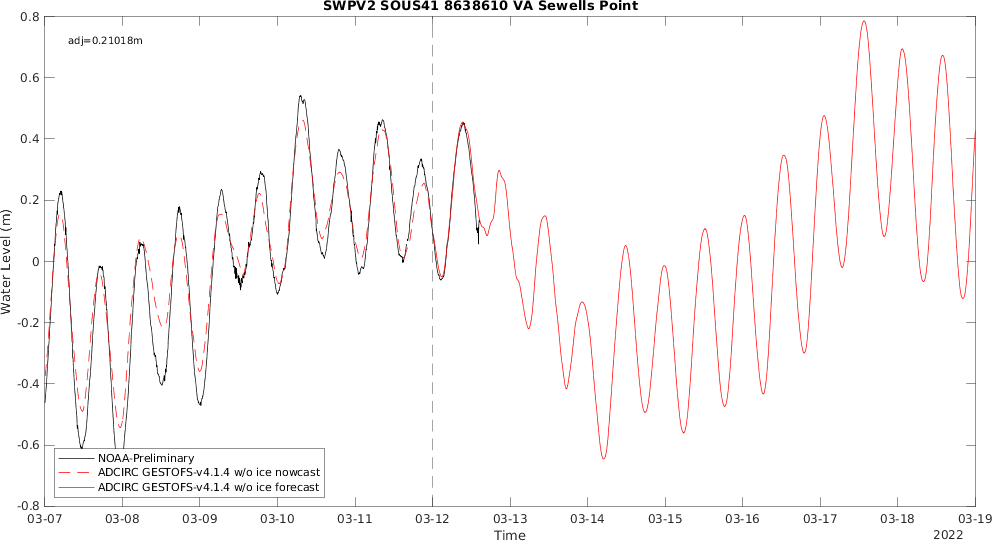 SWPV2 SOUS41 8638610 VA Sewells Point
adj=0.21018m
0.8
0.6
0.4
0.2
0
-0.2
-0.4
-0.6
-0.8
Water Level (m)
NOAA-Preliminary
ADCIRC GESTOFS-v4.1.4 w/o ice nowcast
ADCIRC GESTOFS-v4.1.4 w/o ice forecast
03-07 03-08 03-09 03-10 03-11 03-12 03-13 03-14 03-15 03-16 03-17 03-18 03-19
Time
2022